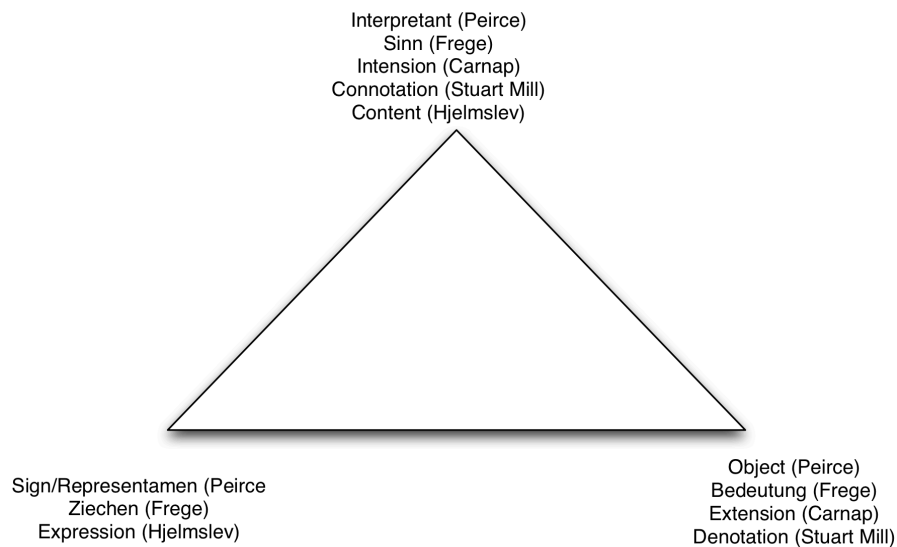 Interpretant (Peirce)
Sinn (Frege)
Intension (Carnap)
Connotation (Stuart Mill)
Content (Hjelmslev)
Sign/Representamen (Peirce
Ziechen (Frege)
Expression (Hjelmslev)
Object (Peirce)
Bedeutung (Frege)
Extension (Carnap)
Denotation (Stuart Mill)